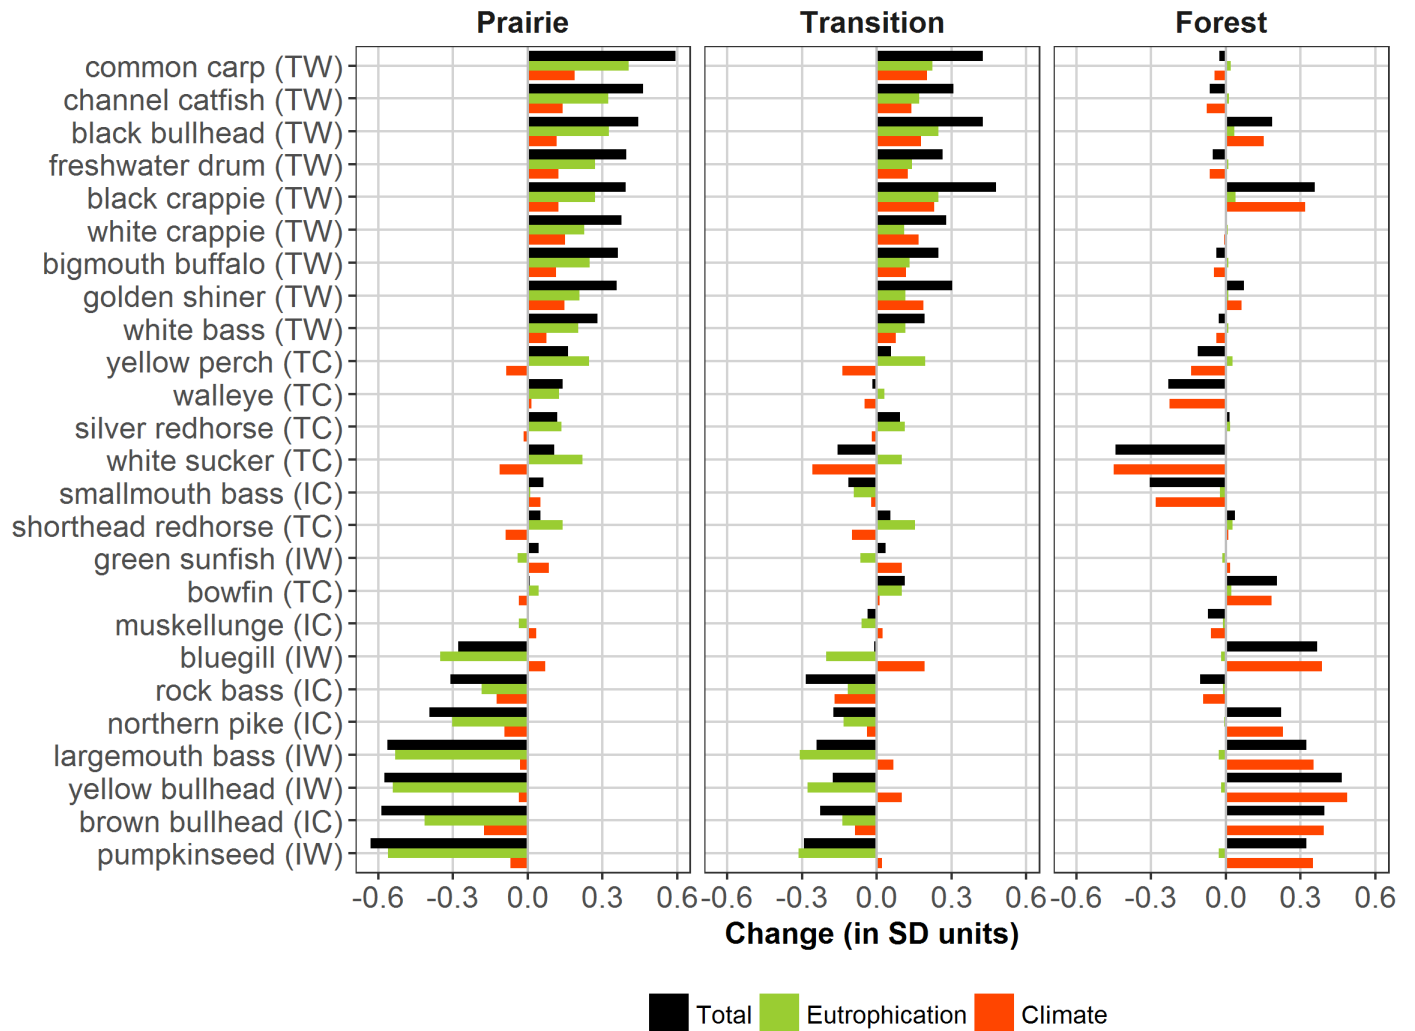 Prairie Transition Forest
common carp (TW)
channel catfish (TW)
black bullhead (TW)
freshwater drum (TW)
black crappie (TW)
white crappie (TW)
bigmouth buffalo (TW)
golden shiner (TW)
white bass (TW)
yellow perch (TC)
walleye (TC)
silver redhorse (TC)
white sucker (TC)
smallmouth bass (IC)
shorthead redhorse (TC)
green sunfish (IW)
bowfin (TC)
muskellunge (IC)
bluegill (IW)
rock bass (IC)
northern pike (IC)
largemouth bass (IW)
yellow bullhead (IW)
brown bullhead (IC)
pumpkinseed (IW)
-0.6 -0.3 0.0 0.3 0.6 -0.6 -0.3 0.0 0.3 0.6 -0.6 -0.3 0.0 0.3 0.6
Change (in SD units)
Total Eutrophication Climate